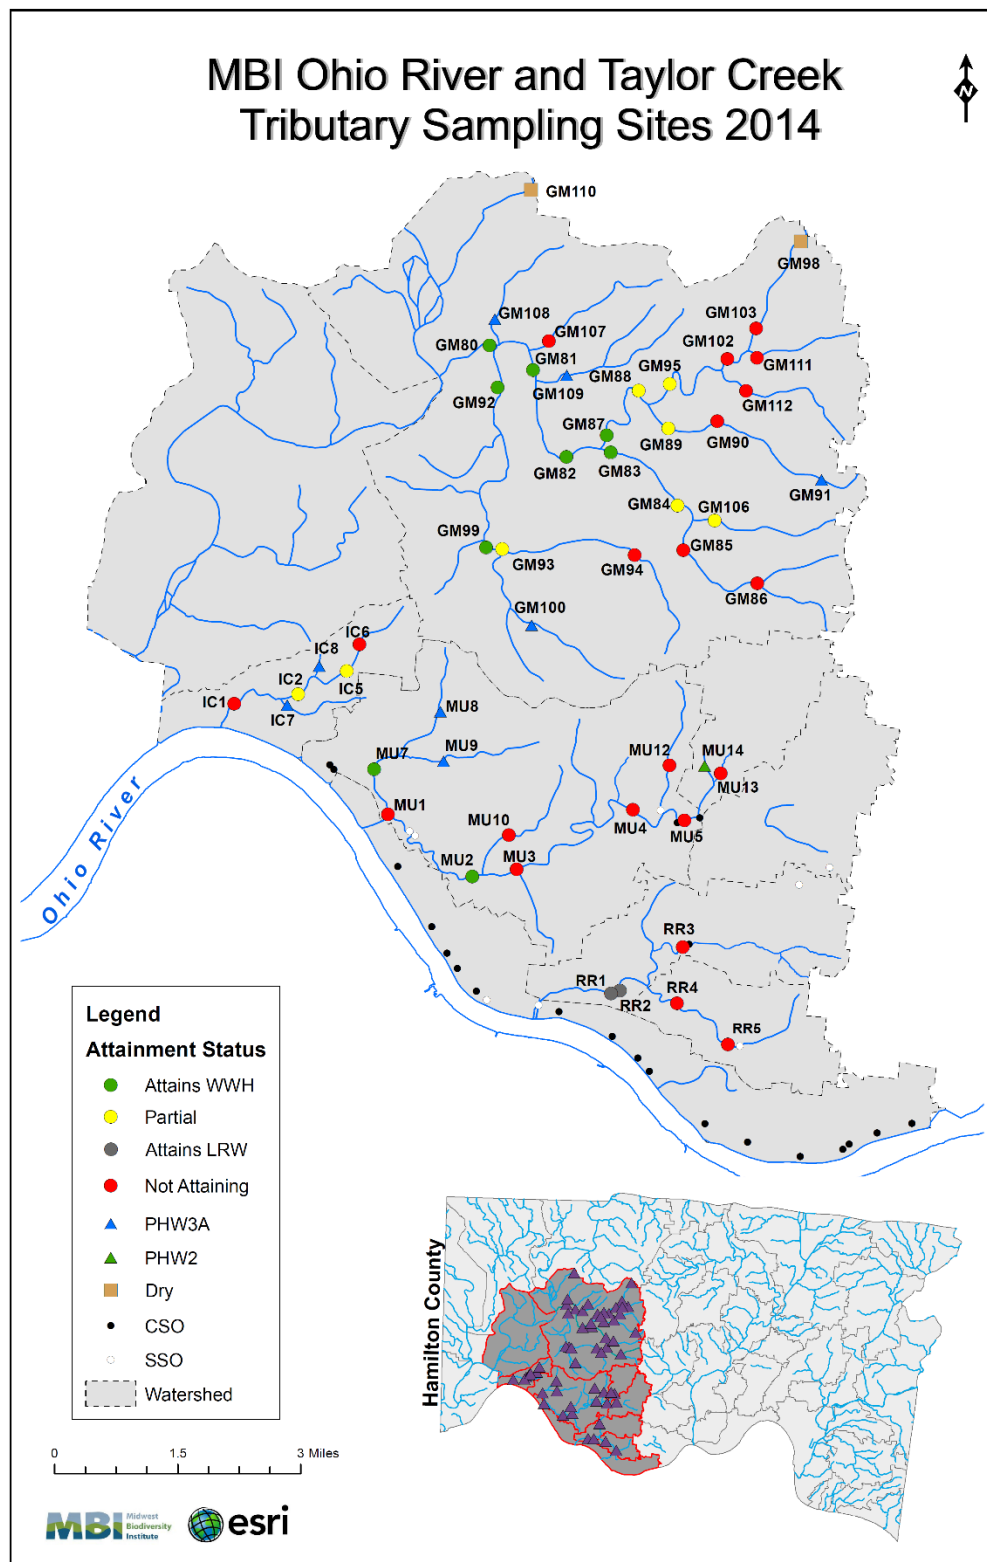 MBI Ohio River and Taylor Creek
Tributary Sampling Sites 2014
N
GM110
GM98
GM108
GM103
GM107
GM80
GM102
GM81
GM111
GM95
GM88
GM109
GM92
GM112
GM87
GM89
GM90
GM82
GM83
GM91
GM84
GM106
GM99
GM85
GM93
GM94
GM86
GM100
IC6
IC8
IC2
IC5
IC1
IC7
MU8
MU9
MU12
MU14
MU7
MU13
MU1
MU10
MU4
MU5
MU2
MU3
Ohio River
RR3
RR1
RR4
RR2
RR5
Legend
Attainment Status
Attains WWH
Partial
Attains LRW
Not Attaining
PHW3A
PHW2
Dry
CSO
SSO
Watershed
Hamilton County
0 1.5 3 Miles
MBI Midwest
Biodiversity
Institute
esri